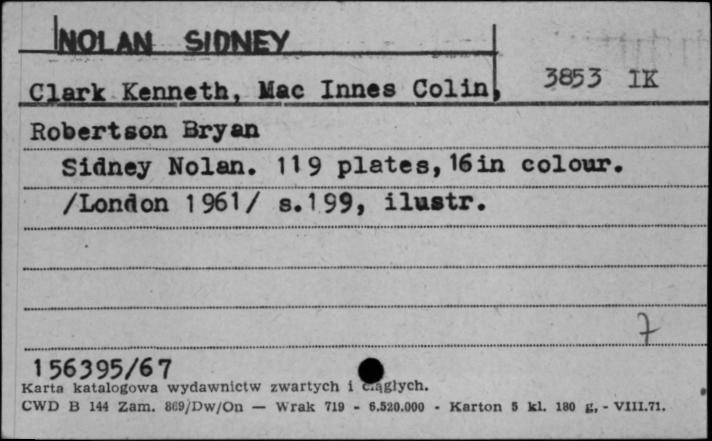 NOLAN SIDNEY
Clark Kenneth, Mac Innes Colin, 3853 IK
Robertson Bryan
Sidney Nolan. 119 plates, 16 in colour.
/London 1961/ s.199, ilustr.
7
156395/67
Karta katalogowa wydawnictw zwartych i ciągłych.
CWD B 144 Zam. 869/Dw/On — Wrak 719 - 6.520.000 - Karton 5 kl. 180 g, - VIII.71.